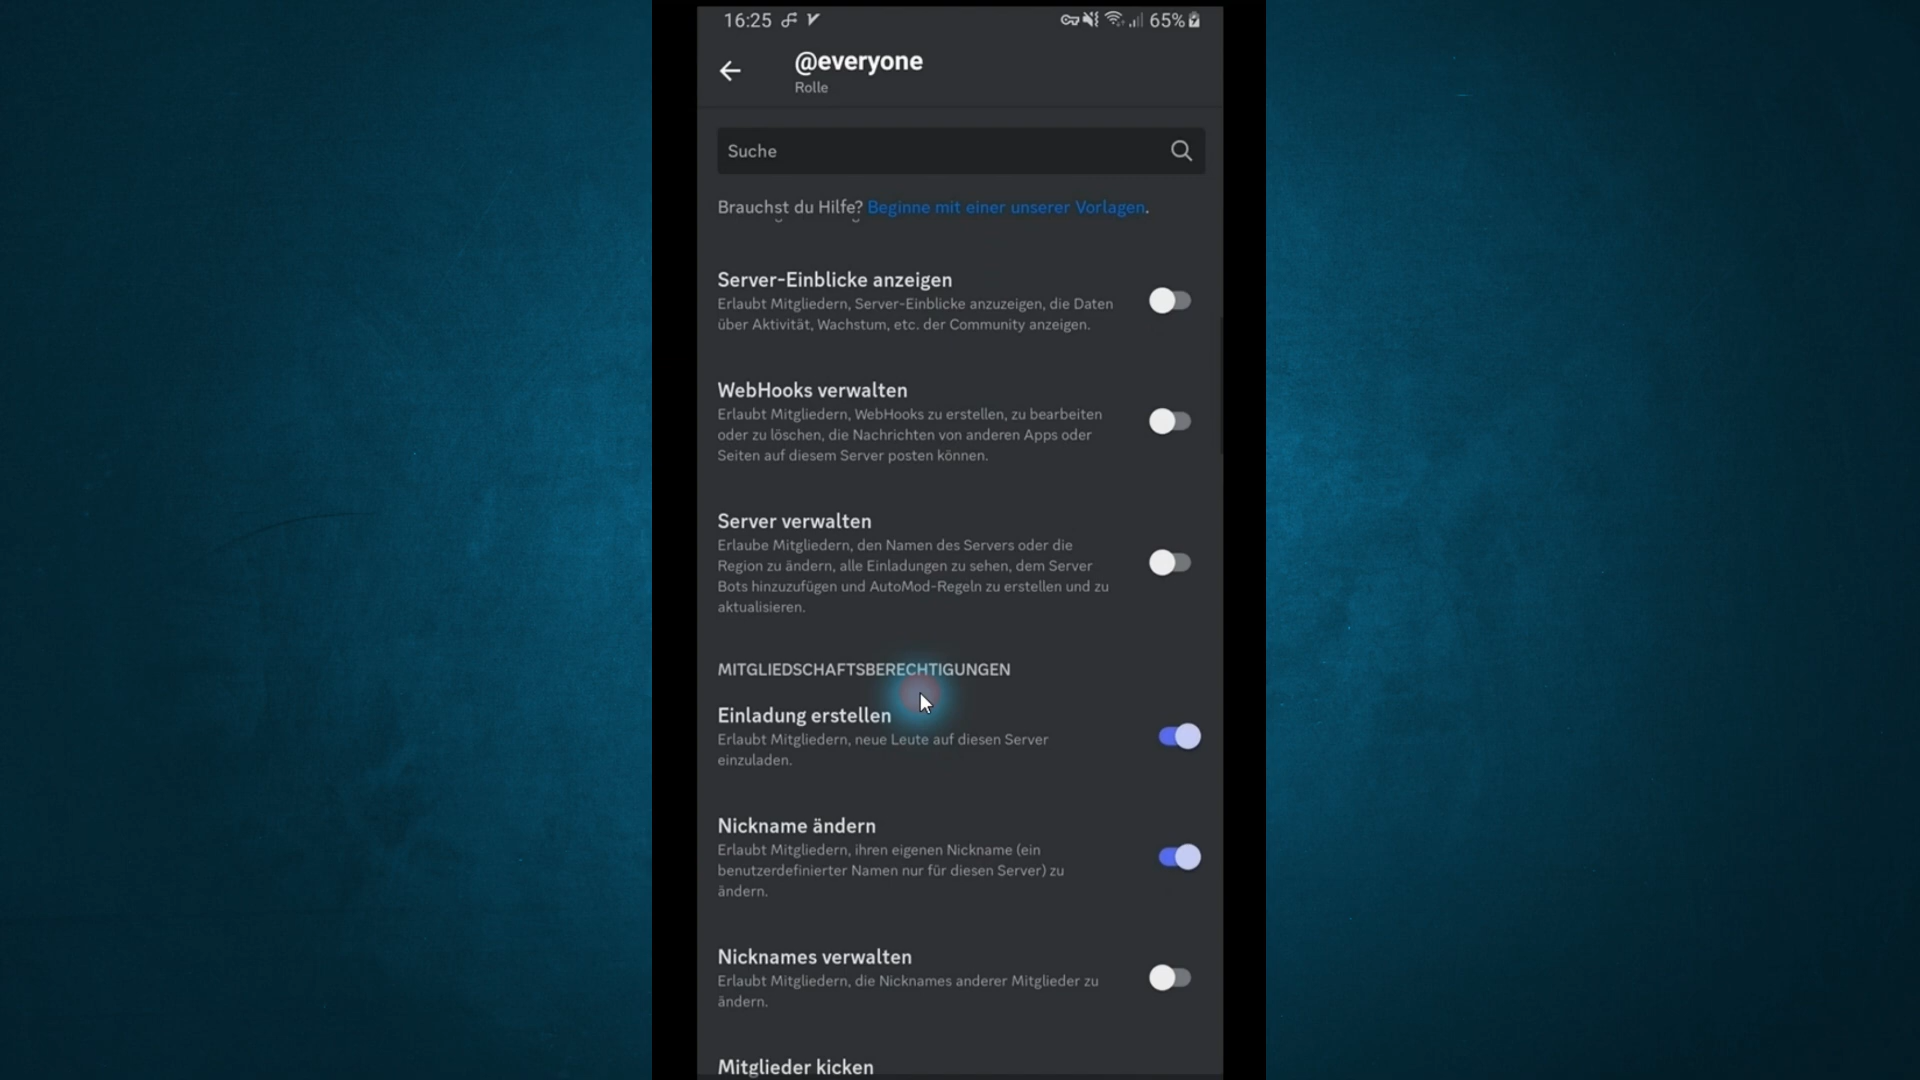 16:25
65%
@everyone
Rolle
Suche
Brauchst du Hilfe? Beginne mit einer unserer Vorlagen.
Server-Einblicke anzeigen
Erlaubt Mitgliedern, Server-Einblicke anzuzeigen, die Daten
über Aktivität, Wachstum, etc. der Community anzeigen.
WebHooks verwalten
Erlaubt Mitgliedern, WebHooks zu erstellen, zu bearbeiten
oder zu löschen, die Nachrichten von anderen Apps oder
Seiten auf diesem Server posten können.
Server verwalten
Erlaube Mitgliedern, den Namen des Servers oder die
Region zu ändern, alle Einladungen zu sehen, dem Server
Bots hinzuzufügen und AutoMod-Regeln zu erstellen und zu
aktualisieren.
MITGLIEDSCHAFTSBERECHTIGUNGEN
Einladung erstellen
Erlaubt Mitgliedern, neue Leute auf diesen Server
einzuladen.
Nickname ändern
Erlaubt Mitgliedern, ihren eigenen Nickname (ein
benutzerdefinierter Namen nur für diesen Server) zu
ändern.
Nicknames verwalten
Erlaubt Mitgliedern, die Nicknames anderer Mitglieder zu
ändern.
Mitglieder kicken